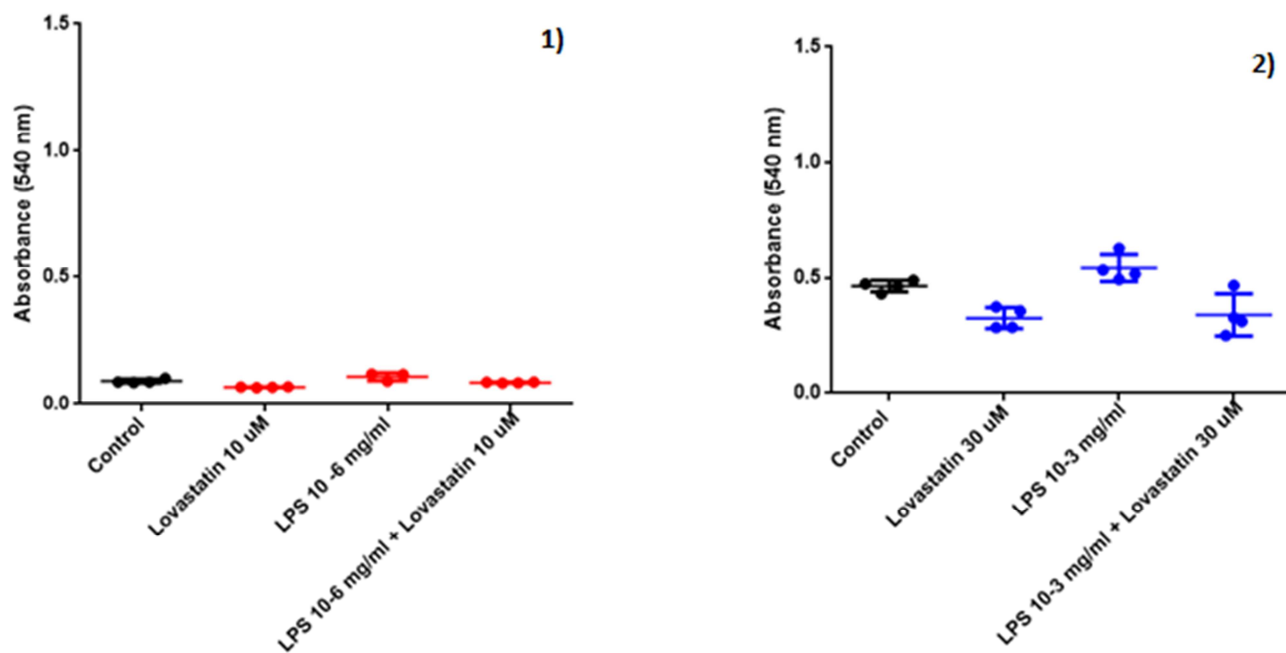 1)
1.5
1.0
0.5
0.0
Absorbance (540 nm)
Control
Lovastatin 10 uM
LPS 10 -6 mg/ml
LPS 10-6 mg/ml + Lovastatin 10 uM
2)
1.5
1.0
0.5
0.0
Absorbance (540 nm)
Control
Lovastatin 30 uM
LPS 10-3 mg/ml
LPS 10-3 mg/ml + Lovastatin 30 uM